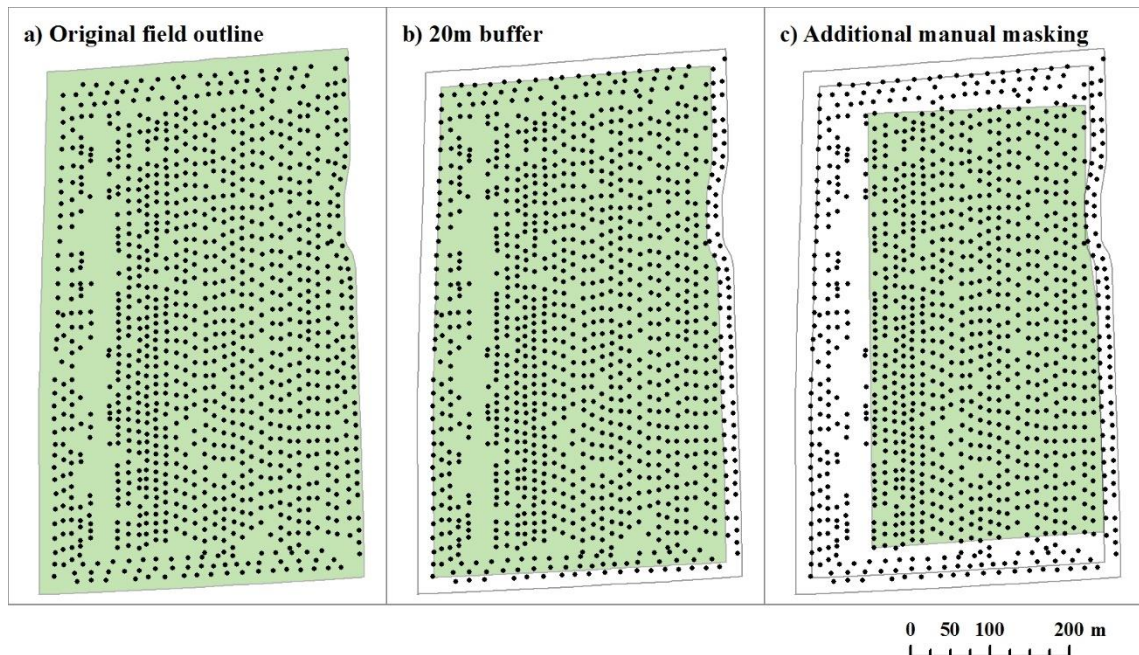 a) Original field outline
b) 20m buffer
c) Additional manual masking
0 50 100 200 m